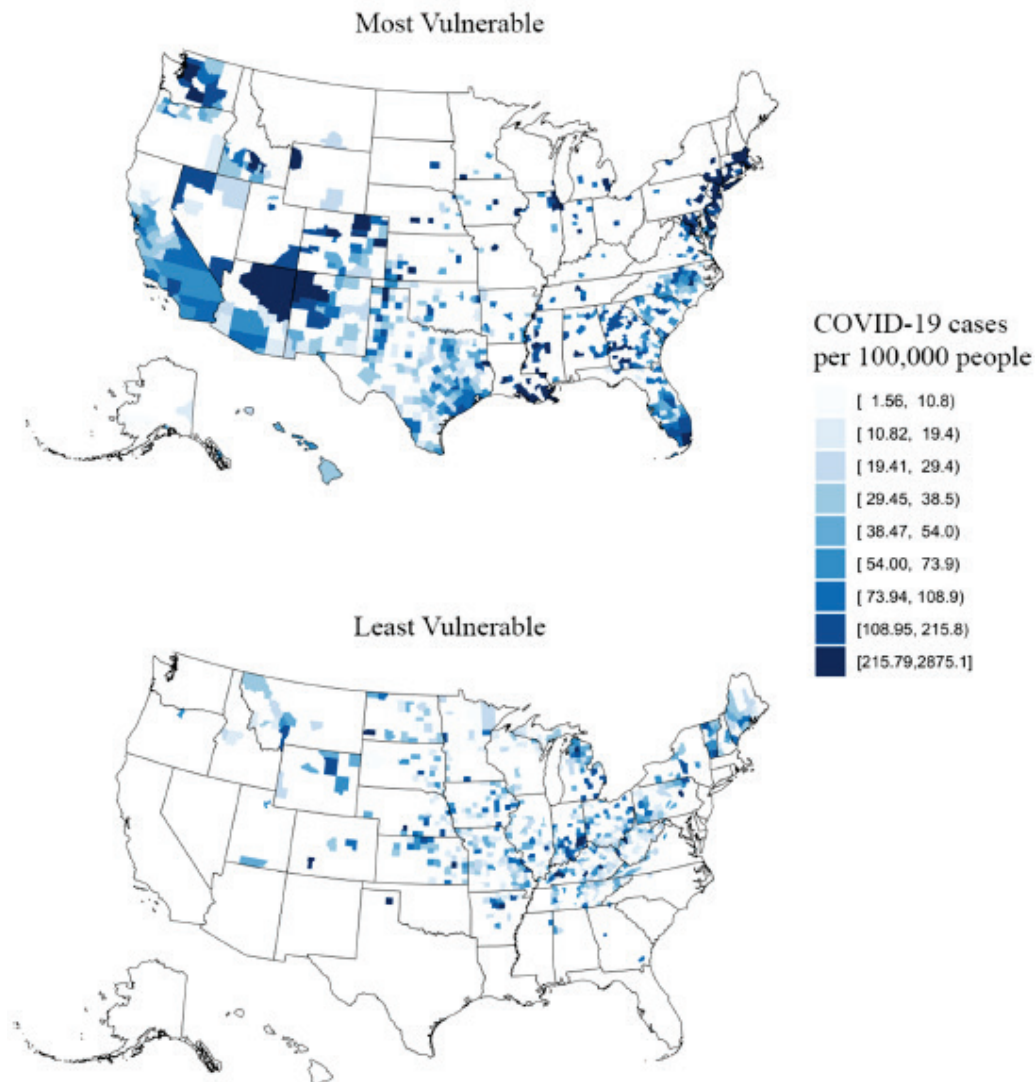 Most Vulnerable
COVID-19 cases
per 100,000 people
[ 1.56, 10.8)
[ 10.82, 19.4)
[ 19.41, 29.4)
[ 29.45, 38.5)
[ 38.47, 54.0)
[ 54.00, 73.9)
[ 73.94, 108.9)
[108.95, 215.8)
[215.79,2875.1]
Least Vulnerable